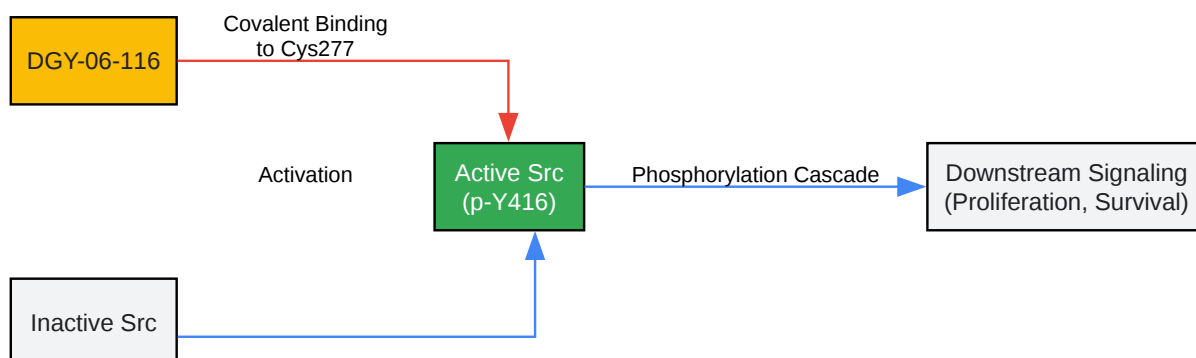 Covalent Binding
to Cys277
DGY-06-116
Activation
Active Src
(p-Y416)
Phosphorylation Cascade
Downstream Signaling
(Proliferation, Survival)
Inactive Src